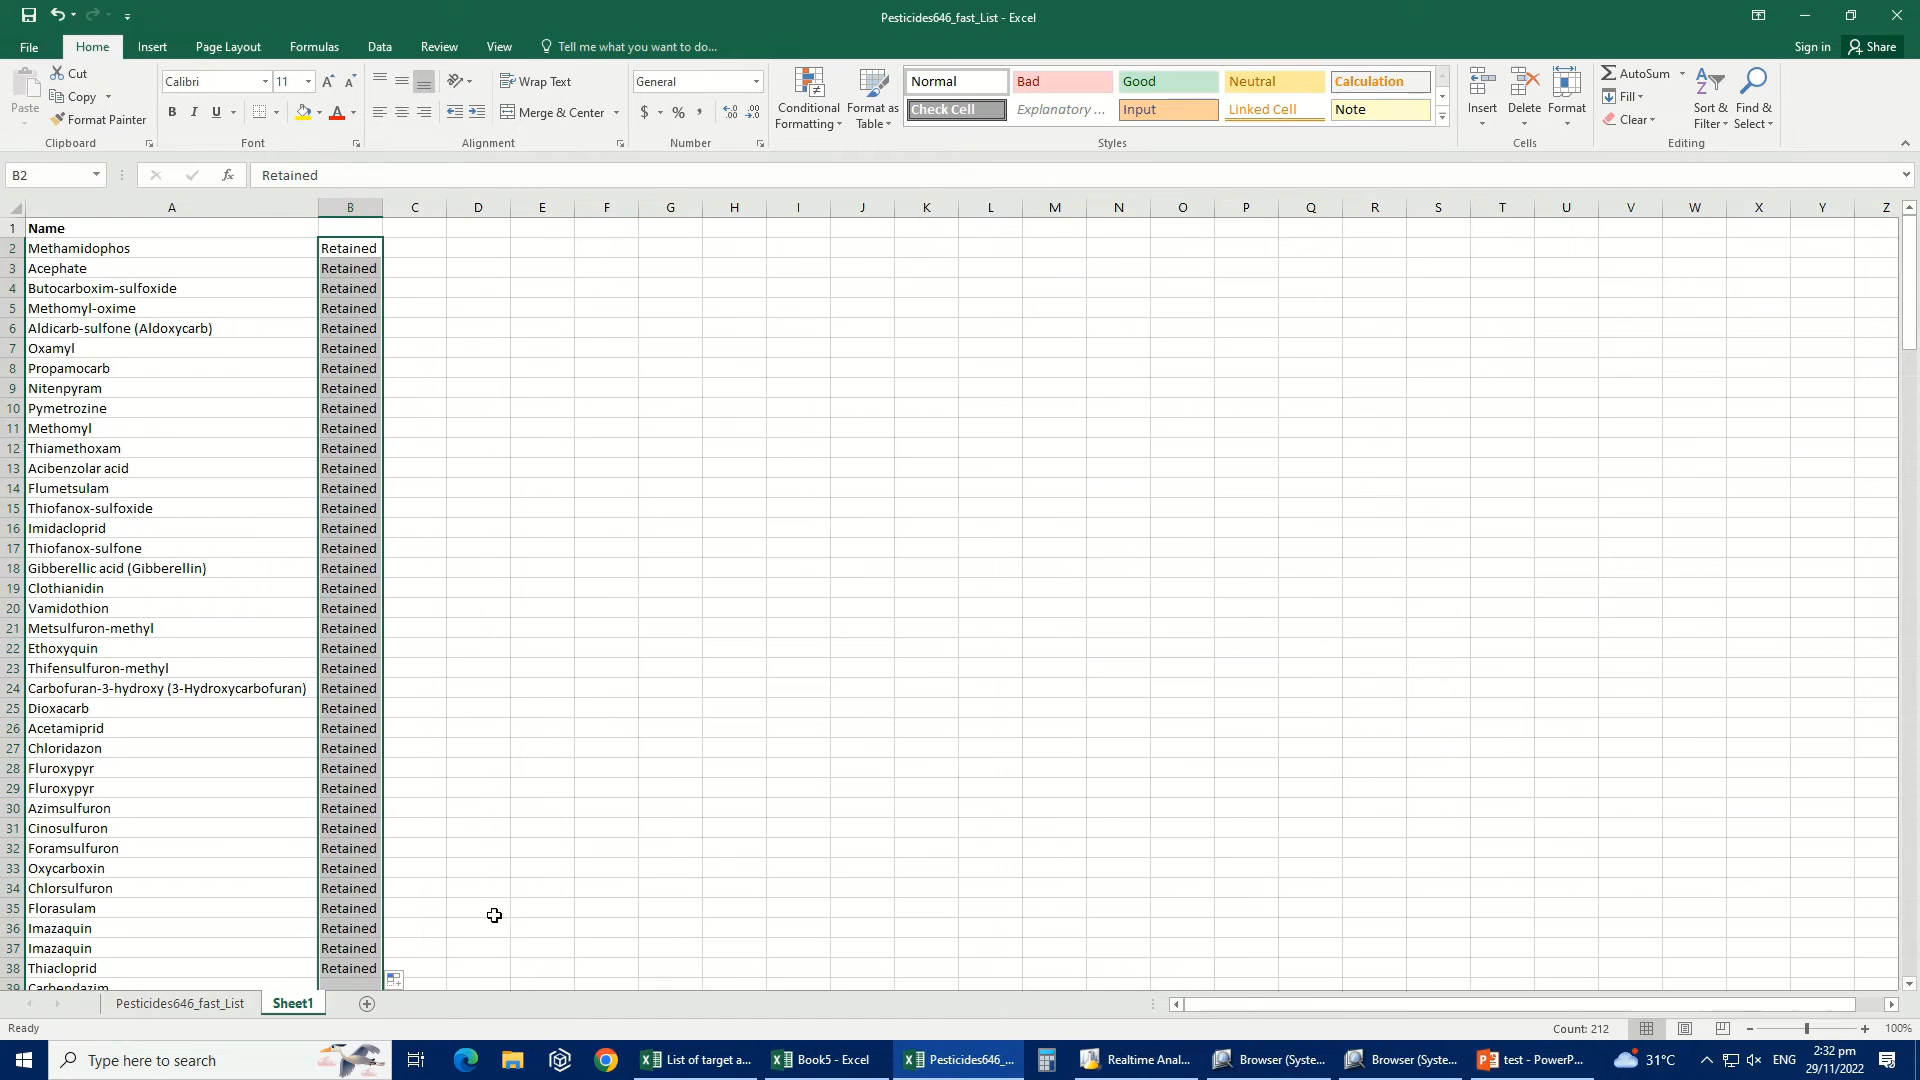 Pesticides646_fast_List - Excel
File Home Insert Page Layout Formulas Data Review View Tell me what you want to do... Sign in Share
Paste Cut Copy Format Painter
Calibri 11
B I U
Wrap Text
Merge & Center
General
$ %
Conditional Formatting
Format as Table
Normal Bad Good Neutral Calculation
Check Cell Explanatory ... Input Linked Cell Note
Insert Delete Format
AutoSum
Fill
Clear
Sort & Filter
Find & Select
Clipboard Font Alignment Number Styles Cells Editing
B2 fx Retained
A B C D E F G H I J K L M N O P Q R S T U V W X Y Z
1 Name
2 Methamidophos Retained
3 Acephate Retained
4 Butocarboxim-sulfoxide Retained
5 Methomyl-oxime Retained
6 Aldicarb-sulfone (Aldoxycarb) Retained
7 Oxamyl Retained
8 Propamocarb Retained
9 Nitenpyram Retained
10 Pymetrozine Retained
11 Methomyl Retained
12 Thiamethoxam Retained
13 Acibenzolar acid Retained
14 Flumetsulam Retained
15 Thiofanox-sulfoxide Retained
16 Imidacloprid Retained
17 Thiofanox-sulfone Retained
18 Gibberellic acid (Gibberellin) Retained
19 Clothianidin Retained
20 Vamidothion Retained
21 Metsulfuron-methyl Retained
22 Ethoxyquin Retained
23 Thifensulfuron-methyl Retained
24 Carbofuran-3-hydroxy (3-Hydroxycarbofuran) Retained
25 Dioxacarb Retained
26 Acetamiprid Retained
27 Chloridazon Retained
28 Fluroxypyr Retained
29 Fluroxypyr Retained
30 Azimsulfuron Retained
31 Cinosulfuron Retained
32 Foramsulfuron Retained
33 Oxycarboxin Retained
34 Chlorsulfuron Retained
35 Florasulam Retained
36 Imazaquin Retained
37 Imazaquin Retained
38 Thiacloprid Retained
39 Carbendazim
Pesticides646_fast_List Sheet1
Ready Count: 212 100%
Type here to search List of target a... Book5 - Excel Pesticides646_... Realtime Anal... Browser (Syste... Browser (Syste... test - PowerP... 31°C ENG 2:32 pm
29/11/2022